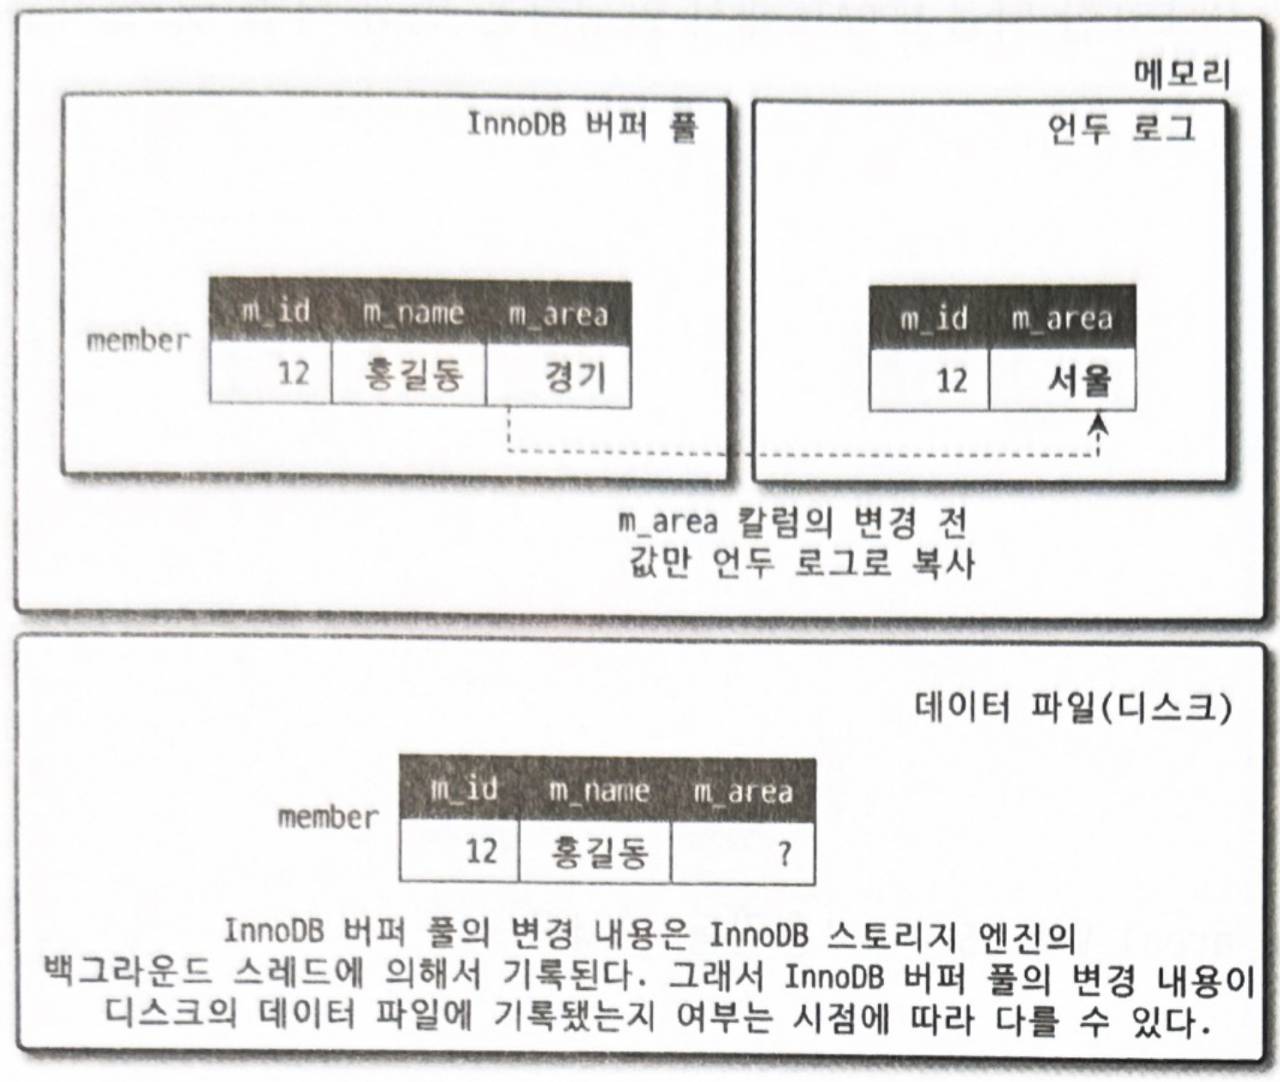 메모리
InnoDB 버퍼 풀
언두 로그
m_id m_name m_area
member
12 홍길동 경기
m_id m_area
12 서울
m_area 칼럼의 변경 전
값만 언두 로그로 복사
데이터 파일(디스크)
m_id m_name m_area
member
12 홍길동 ?
InnoDB 버퍼 풀의 변경 내용은 InnoDB 스토리지 엔진의
백그라운드 스레드에 의해서 기록된다. 그래서 InnoDB 버퍼 풀의 변경 내용이
디스크의 데이터 파일에 기록됐는지 여부는 시점에 따라 다를 수 있다.